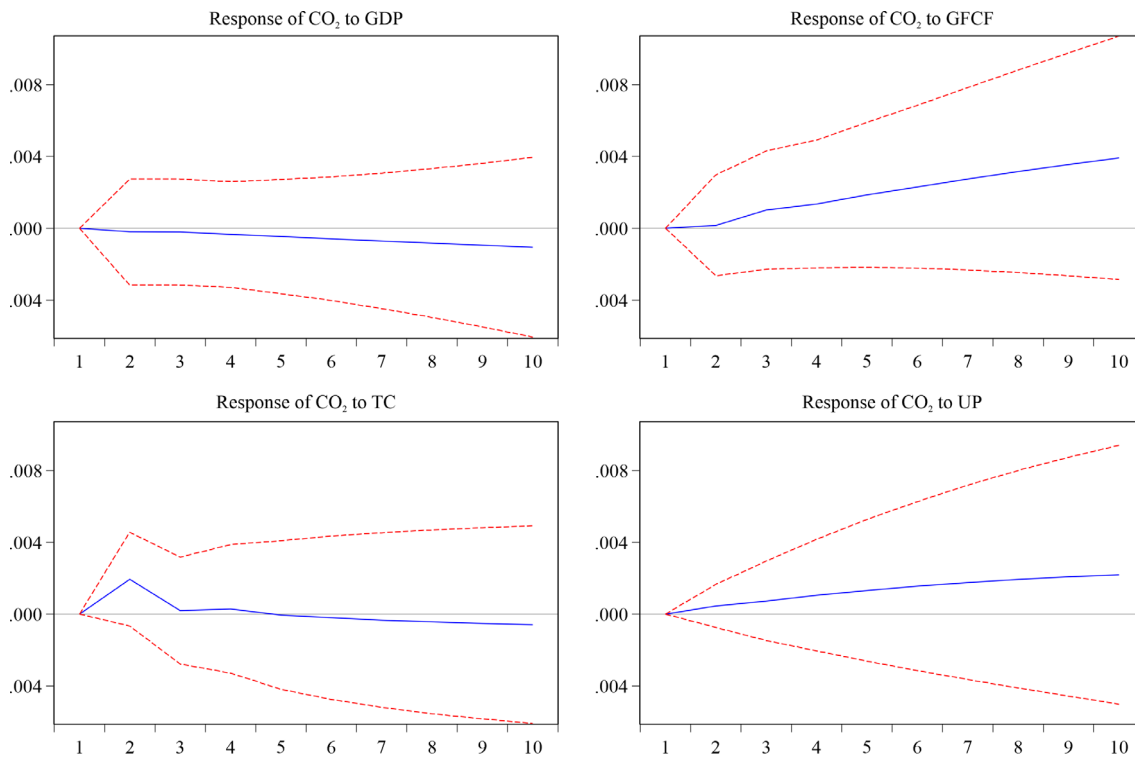 Response of CO₂ to GDP
.008
.004
.000
.004
1 2 3 4 5 6 7 8 9 10
Response of CO₂ to GFCF
.008
.004
.000
.004
1 2 3 4 5 6 7 8 9 10
Response of CO₂ to TC
.008
.004
.000
.004
1 2 3 4 5 6 7 8 9 10
Response of CO₂ to UP
.008
.004
.000
.004
1 2 3 4 5 6 7 8 9 10